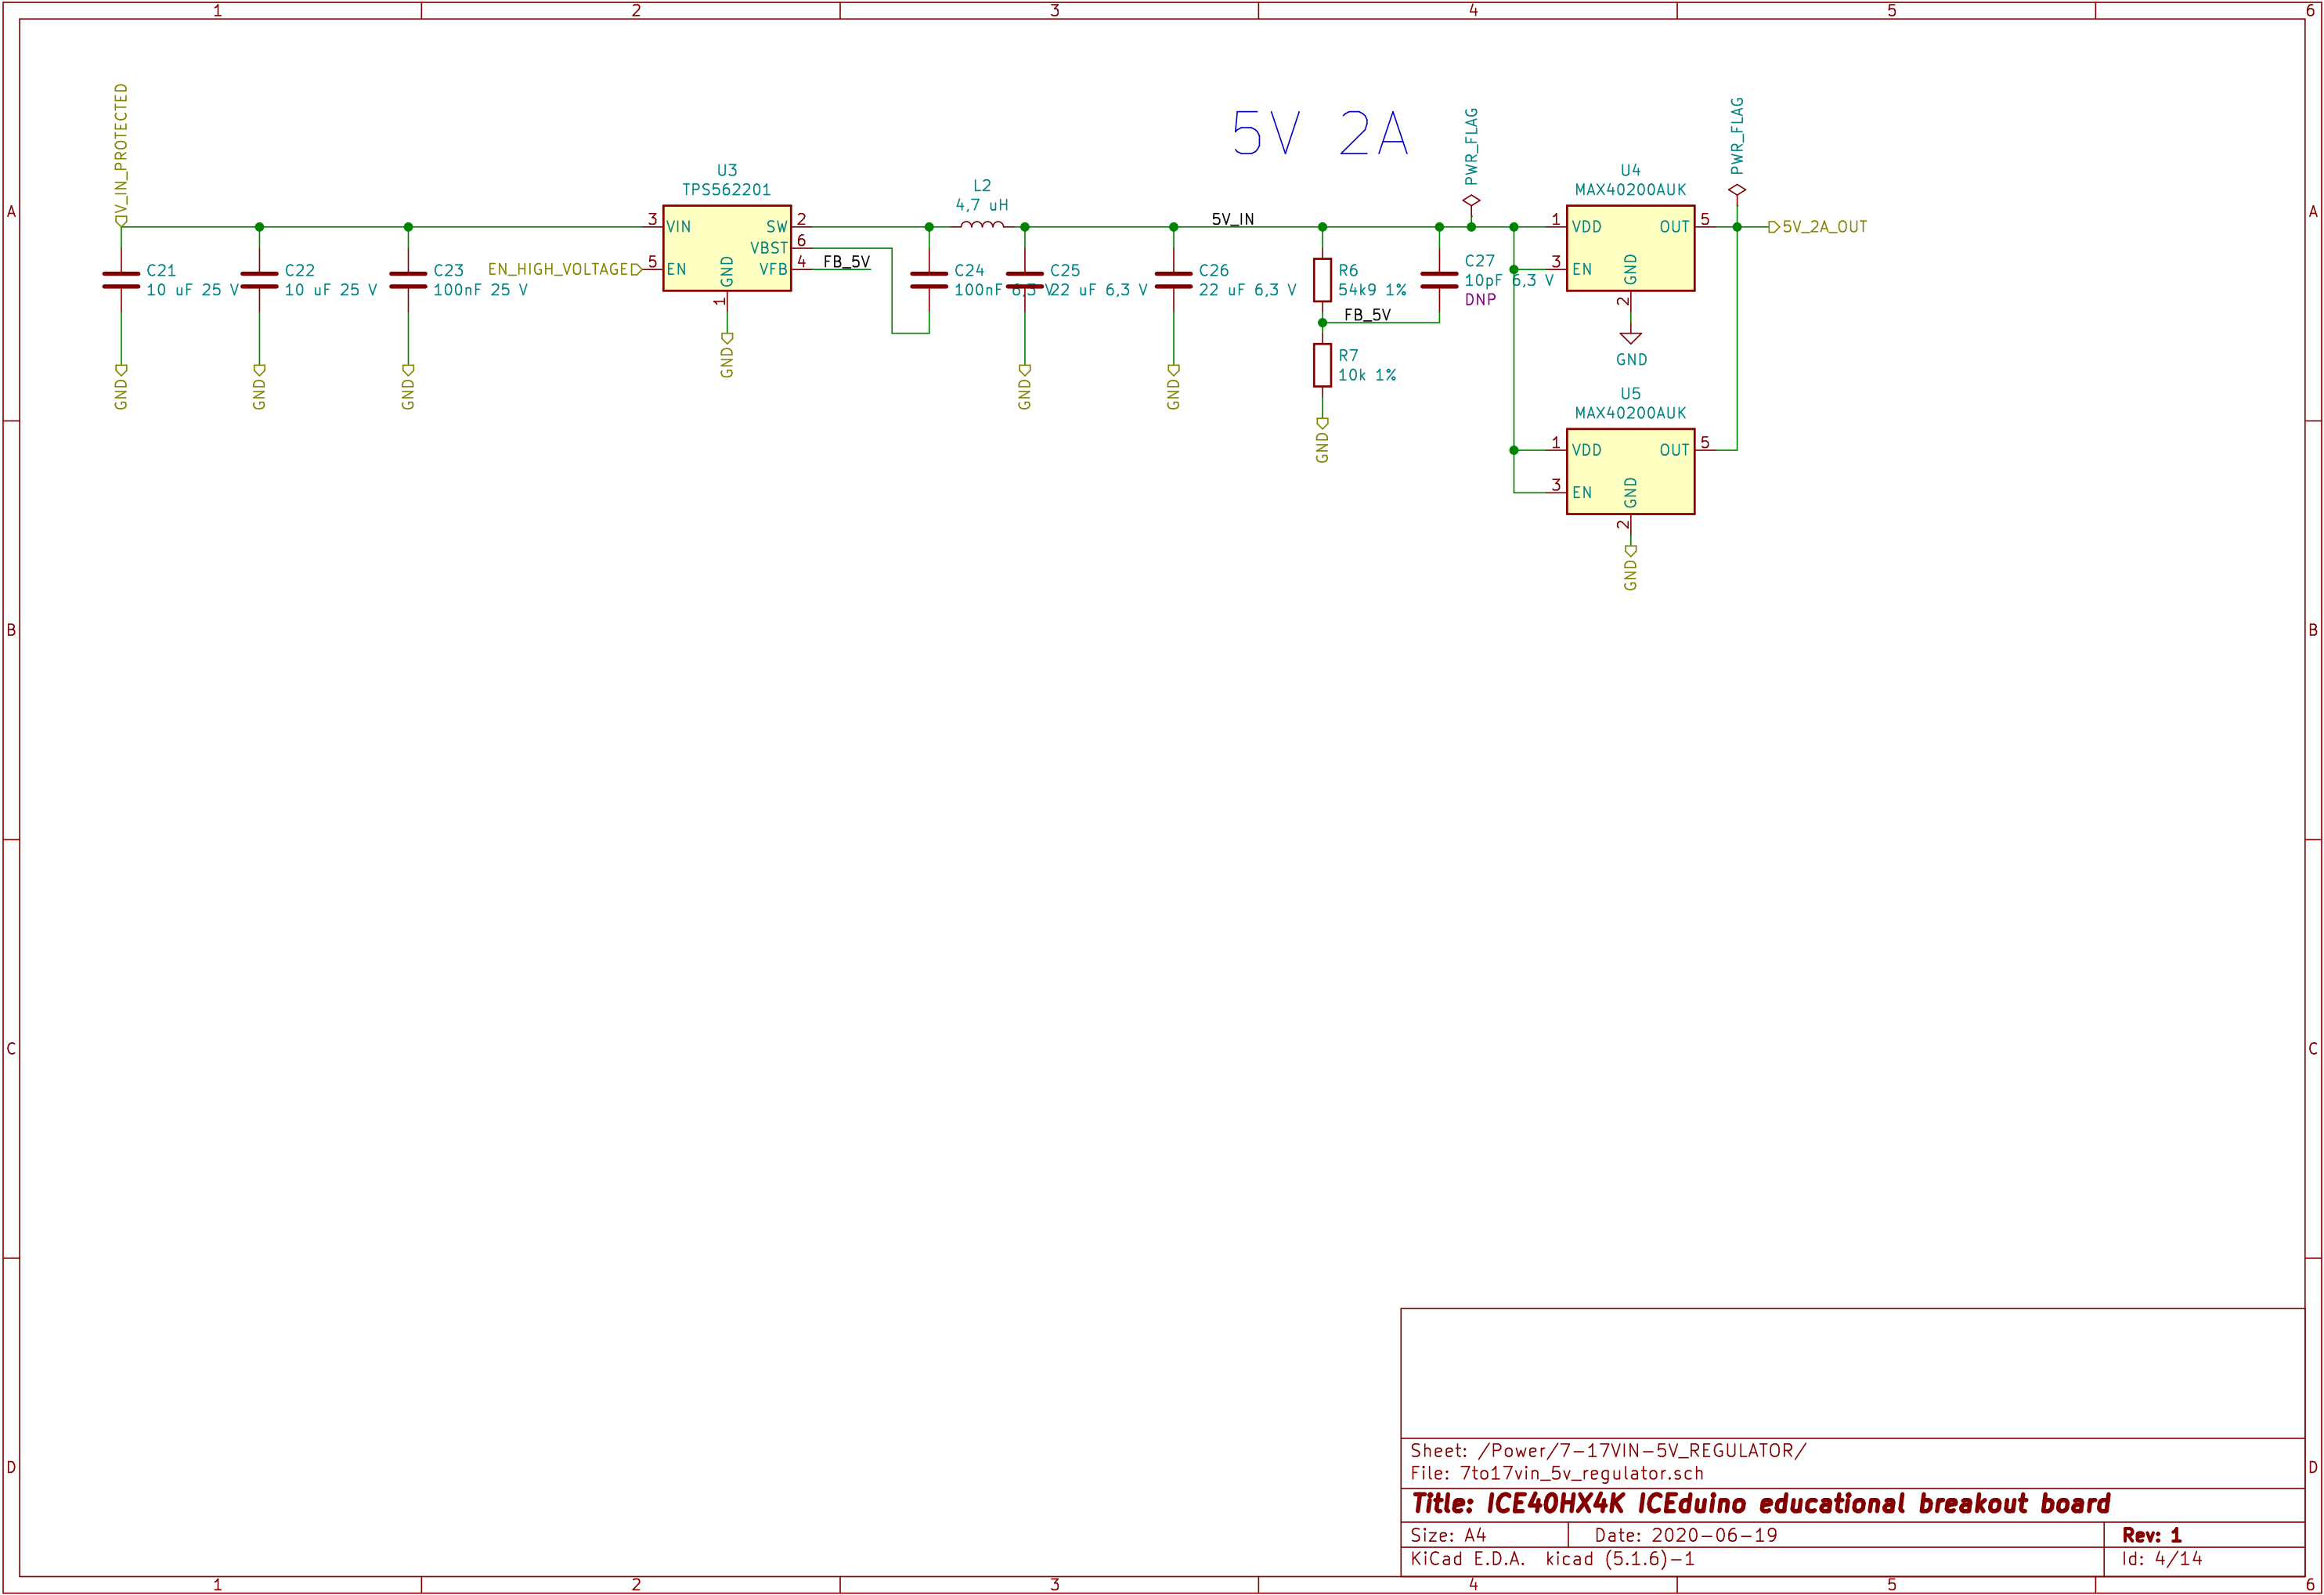 1 2 3 4 5 6
A
B
C
D
A
B
C
D
1 2 3 4 5 6
V_IN_PROTECTED
C21
10 uF 25 V
GND
C22
10 uF 25 V
GND
C23
100nF 25 V
GND
EN_HIGH_VOLTAGE
U3
TPS562201
3 VIN
5 EN
SW 2
VBST 6
VFB 4
GND
1
GND
FB_5V
C24
100nF 6,3 V
L2
4,7 uH
C25
22 uF 6,3 V
GND
C26
22 uF 6,3 V
GND
5V_IN
5V 2A
R6
54k9 1%
FB_5V
R7
10k 1%
GND
C27
10pF 6,3 V
DNP
PWR_FLAG
U4
MAX40200AUK
1 VDD
3 EN
OUT 5
GND
2
GND
PWR_FLAG
5V_2A_OUT
U5
MAX40200AUK
1 VDD
3 EN
OUT 5
GND
2
GND
Sheet: /Power/7-17VIN-5V_REGULATOR/
File: 7to17vin_5v_regulator.sch
Title: ICE40HX4K ICEduino educational breakout board
Size: A4
Date: 2020-06-19
Rev: 1
KiCad E.D.A. kicad (5.1.6)-1
Id: 4/14